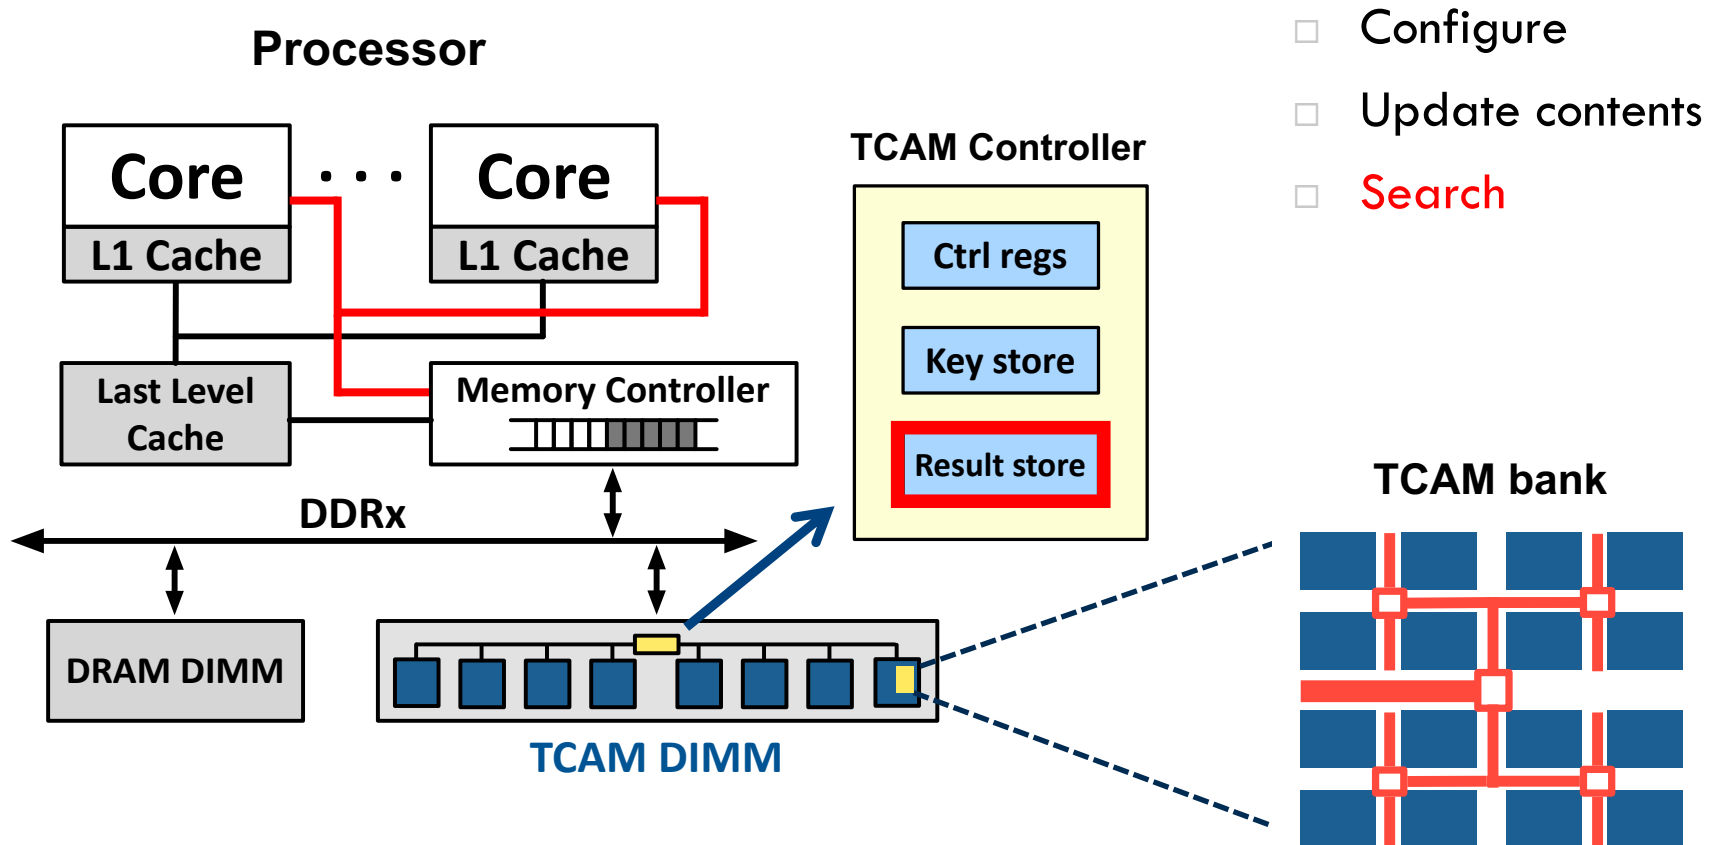 Processor
Configure
Update contents
Search
Core
. . .
Core
L1 Cache
L1 Cache
Last Level
Cache
Memory Controller
TCAM Controller
Ctrl regs
Key store
Result store
DDRx
DRAM DIMM
TCAM DIMM
TCAM bank